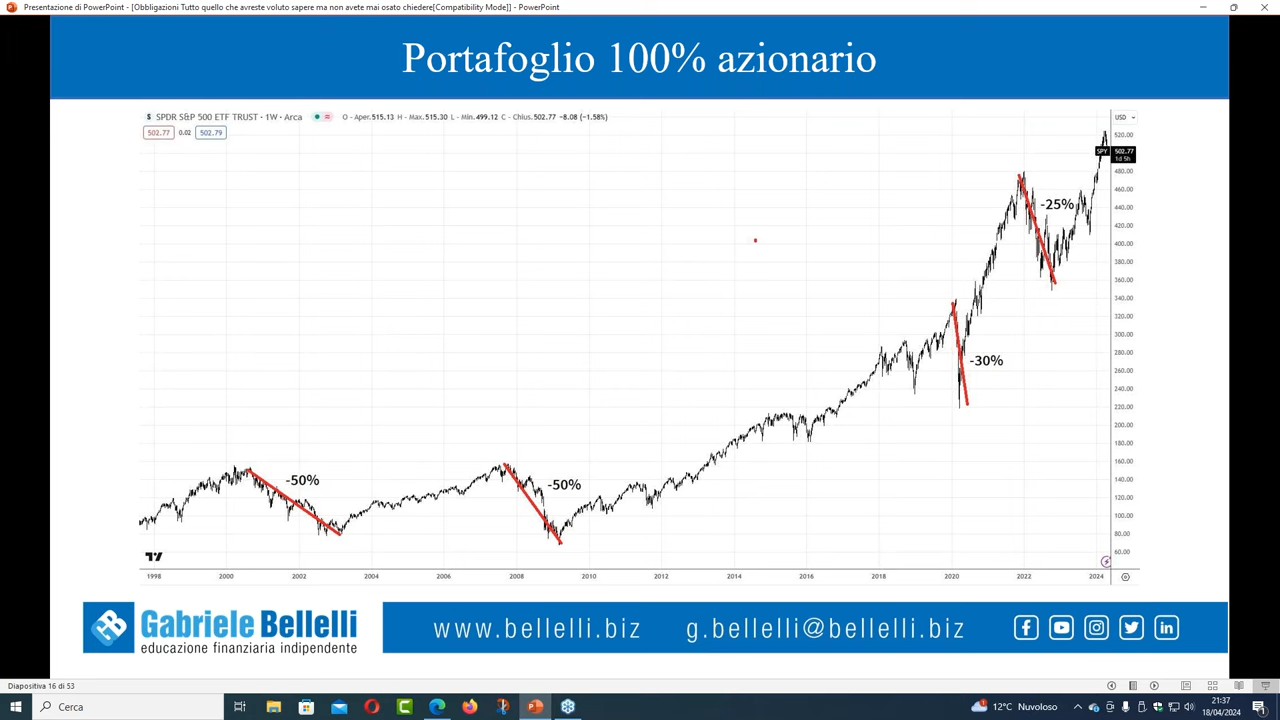 Presentazione di PowerPoint - [Obbligazioni Tutto quello che avreste voluto sapere ma non avete mai osato chiedere[Compatibility Mode]] - PowerPoint
Portafoglio 100% azionario
$ SPDR S&P 500 ETF TRUST · 1W · Arca O - Aper.515.13 H - Max.515.30 L - Min.499.12 C - Chius.502.77 -8.08 (-1.58%)
USD
502.77 0.02 502.79
520.00
SPY 502.77
1d 5h
480.00
460.00
-25%
440.00
420.00
400.00
380.00
360.00
340.00
320.00
300.00
280.00
-30%
260.00
240.00
220.00
200.00
180.00
160.00
-50%
-50%
140.00
120.00
100.00
80.00
60.00
1998 2000 2002 2004 2006 2008 2010 2012 2014 2016 2018 2020 2022 2024
Gabriele Bellelli
educazione finanziaria indipendente
www.bellelli.biz g.bellelli@bellelli.biz
Diapositiva 16 di 53
Cerca
12°C Nuvoloso
21:37
18/04/2024